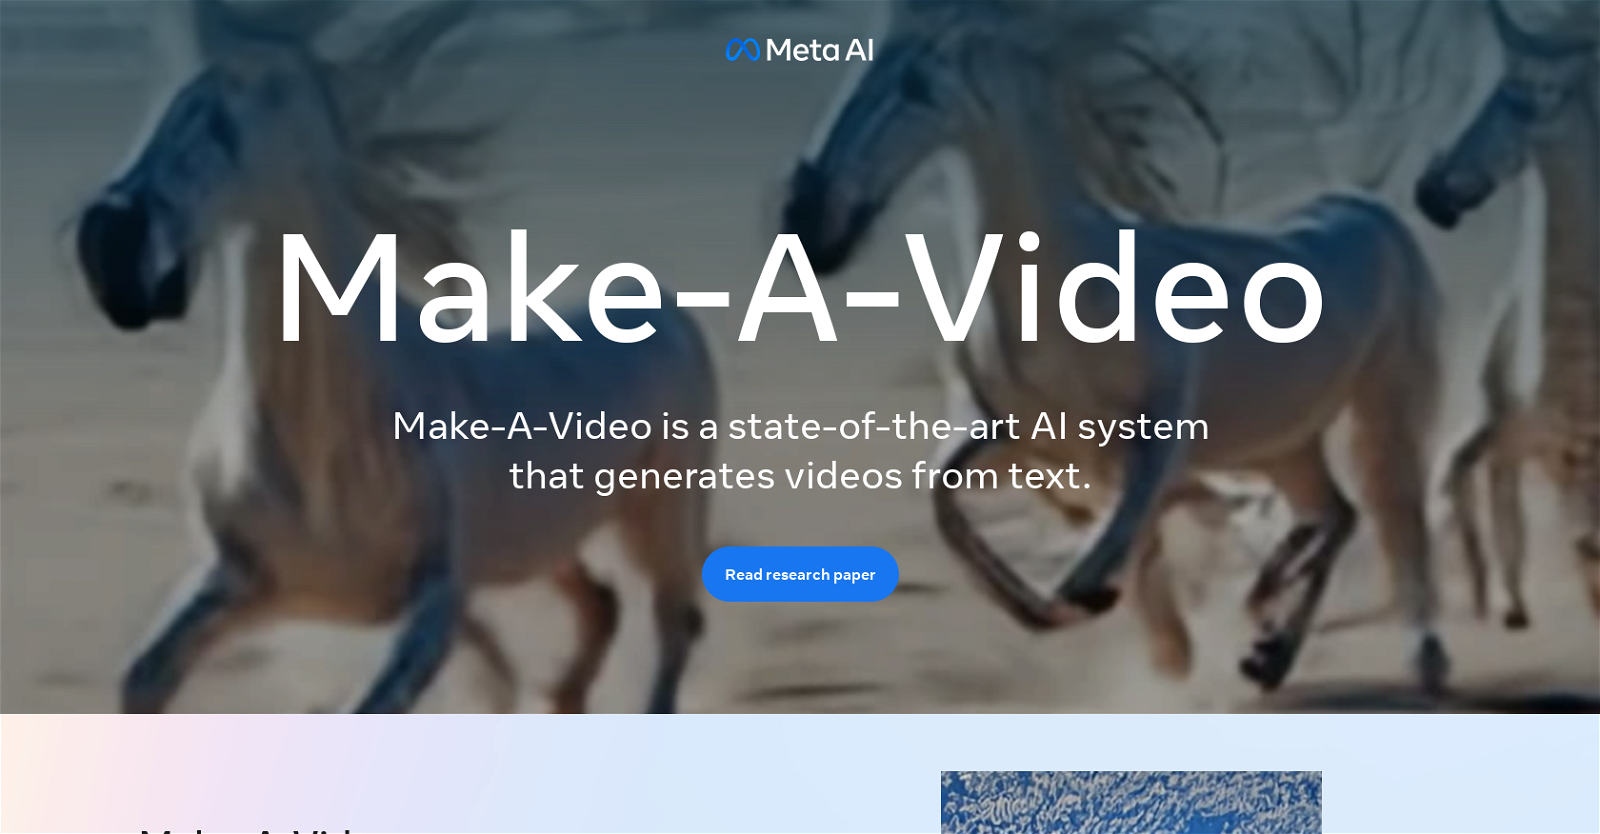 Meta AI
Make-A-Video
Make-A-Video is a state-of-the-art AI system
that generates videos from text.
Read research paper